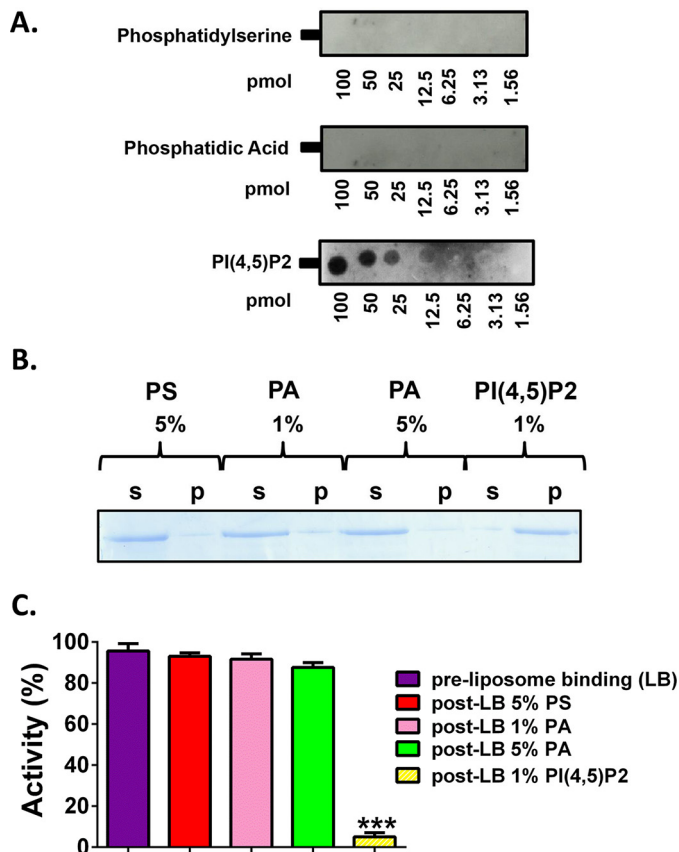 A.
Phosphatidylserine
pmol 100 50 25 12.5 6.25 3.13 1.56
Phosphatidic Acid
pmol 100 50 25 12.5 6.25 3.13 1.56
PI(4,5)P2
pmol 100 50 25 12.5 6.25 3.13 1.56
B.
PS PA PA PI(4,5)P2
5% 1% 5% 1%
s p s p s p s p
C.
Activity (%)
100
80
60
40
20
0
***
pre-liposome binding (LB)
post-LB 5% PS
post-LB 1% PA
post-LB 5% PA
post-LB 1% PI(4,5)P2